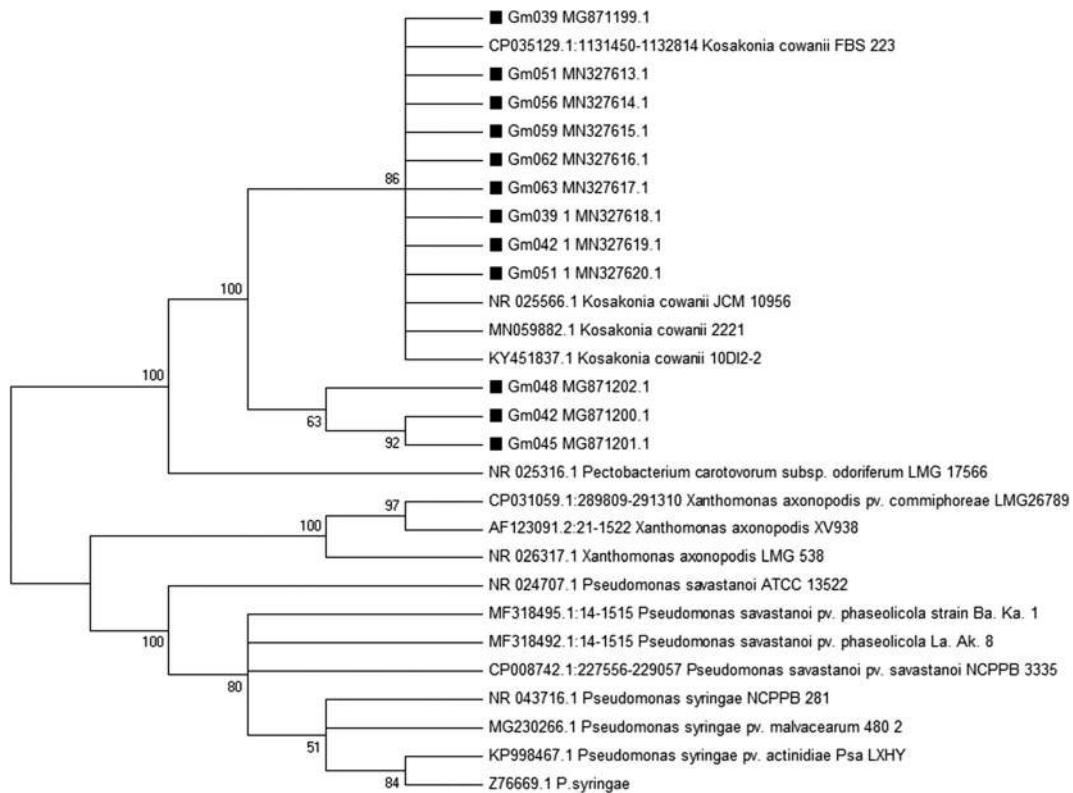 ■ Gm039 MG871199.1
CP035129.1:1131450-1132814 Kosakonia cowanii FBS 223
■ Gm051 MN327613.1
■ Gm056 MN327614.1
■ Gm059 MN327615.1
■ Gm062 MN327616.1
86
■ Gm063 MN327617.1
■ Gm039 1 MN327618.1
■ Gm042 1 MN327619.1
■ Gm051 1 MN327620.1
100
NR 025566.1 Kosakonia cowanii JCM 10956
MN059882.1 Kosakonia cowanii 2221
KY451837.1 Kosakonia cowanii 10DI2-2
100
■ Gm048 MG871202.1
■ Gm042 MG871200.1
63
■ Gm045 MG871201.1
92
NR 025316.1 Pectobacterium carotovorum subsp. odoriferum LMG 17566
97
CP031059.1:289809-291310 Xanthomonas axonopodis pv. commiphoreae LMG26789
100
AF123091.2:21-1522 Xanthomonas axonopodis XV938
NR 026317.1 Xanthomonas axonopodis LMG 538
NR 024707.1 Pseudomonas savastanoi ATCC 13522
MF318495.1:14-1515 Pseudomonas savastanoi pv. phaseolicola strain Ba. Ka. 1
100
MF318492.1:14-1515 Pseudomonas savastanoi pv. phaseolicola La. Ak. 8
CP008742.1:227556-229057 Pseudomonas savastanoi pv. savastanoi NCPPB 3335
80
NR 043716.1 Pseudomonas syringae NCPPB 281
MG230266.1 Pseudomonas syringae pv. malvacearum 480 2
51
KP998467.1 Pseudomonas syringae pv. actinidiae Psa LXHY
84
Z76669.1 P.syringae